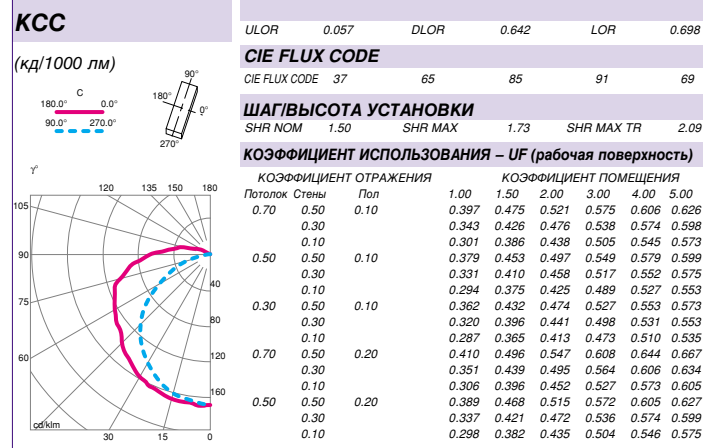 КСС
(кд/1000 лм)
90°
180°
0°
270°
C
180.0° 0.0°
90.0° 270.0°
γ°
120 135 150 180
105
90
75
60
40
80
120
160
cd/klm
30 15 0
ULOR 0.057 DLOR 0.642 LOR 0.698
CIE FLUX CODE
CIE FLUX CODE 37 65 85 91 69
ШАГ/ВЫСОТА УСТАНОВКИ
SHR NOM 1.50 SHR MAX 1.73 SHR MAX TR 2.09
КОЭФФИЦИЕНТ ИСПОЛЬЗОВАНИЯ – UF (рабочая поверхность)
КОЭФФИЦИЕНТ ОТРАЖЕНИЯ КОЭФФИЦИЕНТ ПОМЕЩЕНИЯ
Потолок Стены Пол 1.00 1.50 2.00 3.00 4.00 5.00
0.70 0.50 0.10 0.397 0.475 0.521 0.575 0.606 0.626
0.30 0.343 0.426 0.476 0.538 0.574 0.598
0.10 0.301 0.386 0.438 0.505 0.545 0.573
0.50 0.50 0.10 0.379 0.453 0.497 0.549 0.579 0.599
0.30 0.331 0.410 0.458 0.517 0.552 0.575
0.10 0.294 0.375 0.425 0.489 0.527 0.553
0.30 0.50 0.10 0.362 0.432 0.474 0.527 0.553 0.573
0.30 0.320 0.396 0.441 0.498 0.531 0.553
0.10 0.287 0.365 0.413 0.473 0.510 0.535
0.70 0.50 0.20 0.410 0.496 0.547 0.608 0.644 0.667
0.30 0.351 0.439 0.495 0.564 0.606 0.634
0.10 0.306 0.396 0.452 0.527 0.573 0.605
0.50 0.50 0.20 0.389 0.468 0.515 0.572 0.605 0.627
0.30 0.337 0.421 0.472 0.536 0.574 0.599
0.10 0.298 0.382 0.435 0.504 0.546 0.575